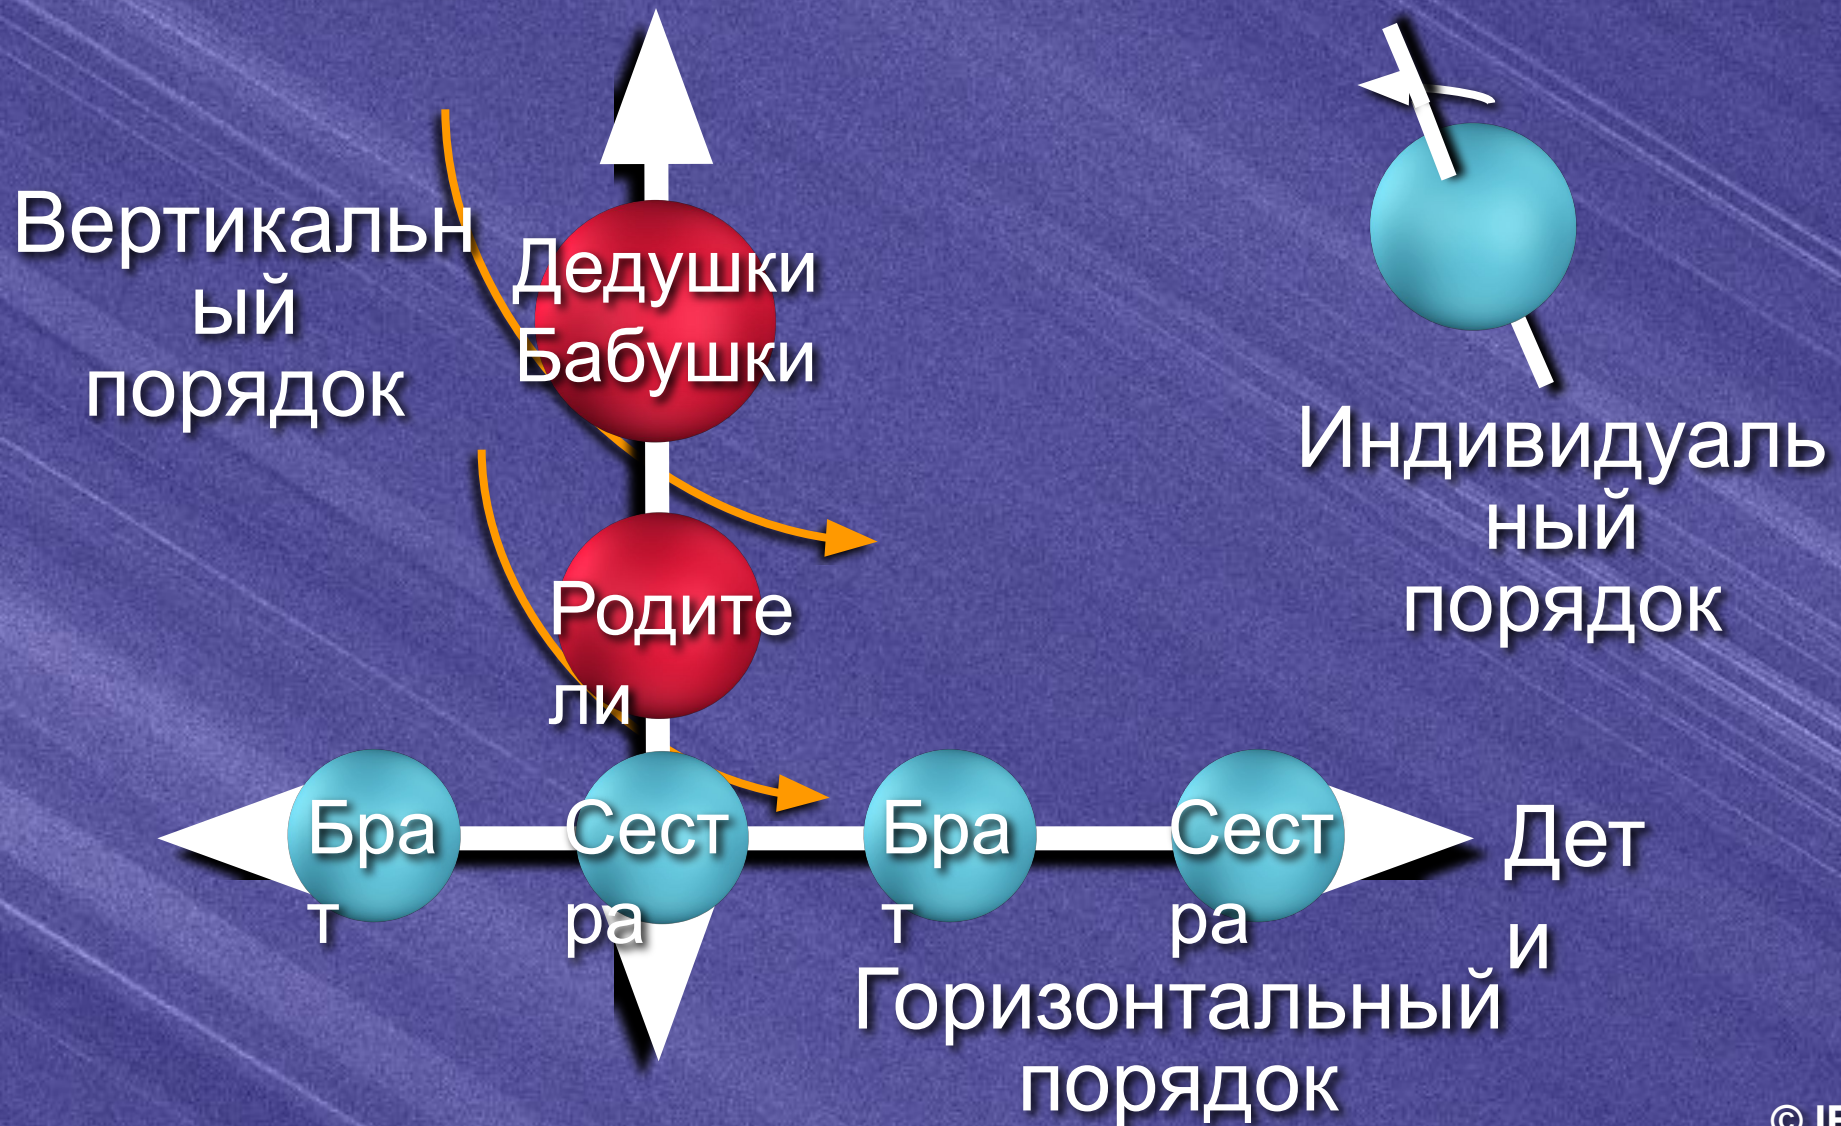 Вертикальн
ый
порядок
Дедушки
Бабушки
Родите
ли
Индивидуаль
ный
порядок
Бра
т
Сест
ра
Бра
т
Сест
ра
Дет
и
Горизонтальный
порядок
©